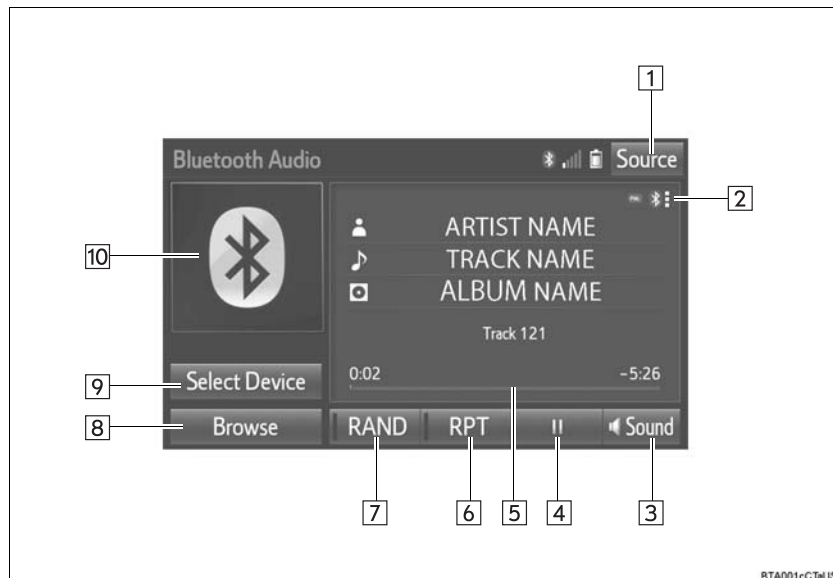 1
Bluetooth Audio
Source
2
ARTIST NAME
10
TRACK NAME
ALBUM NAME
Track 121
0:02 -5:26
9 Select Device
8 Browse RAND RPT Sound
7 6 5 4 3